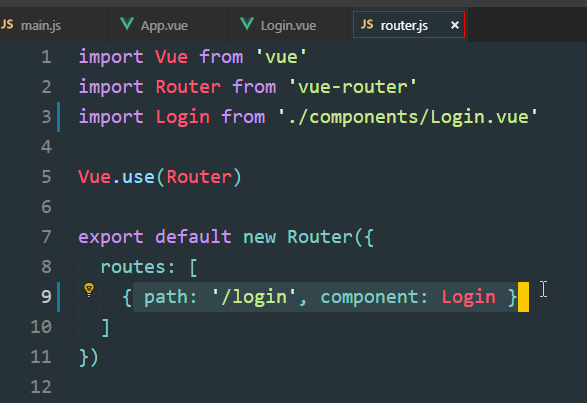 JS main.js App.vue Login.vue JS router.js ×
1 import Vue from 'vue'
2 import Router from 'vue-router'
3 import Login from './components/Login.vue'
4
5 Vue.use(Router)
6
7 export default new Router({
8   routes: [
9     { path: '/login', component: Login }
10   ]
11 })
12